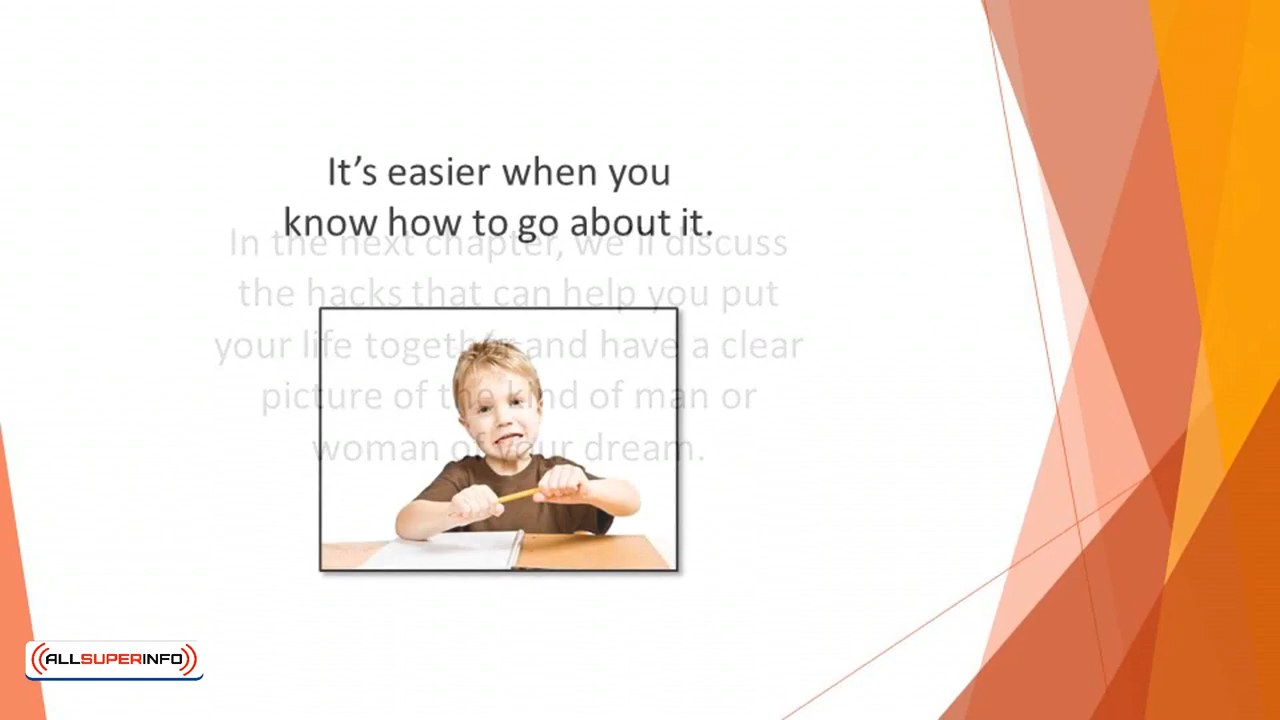 It’s easier when you
know how to go about it.
In the next chapter, we'll discuss
the hacks that can help you put
your life together and have a clear
picture of the kind of man or
woman of your dream.
ALLSUPERINFO